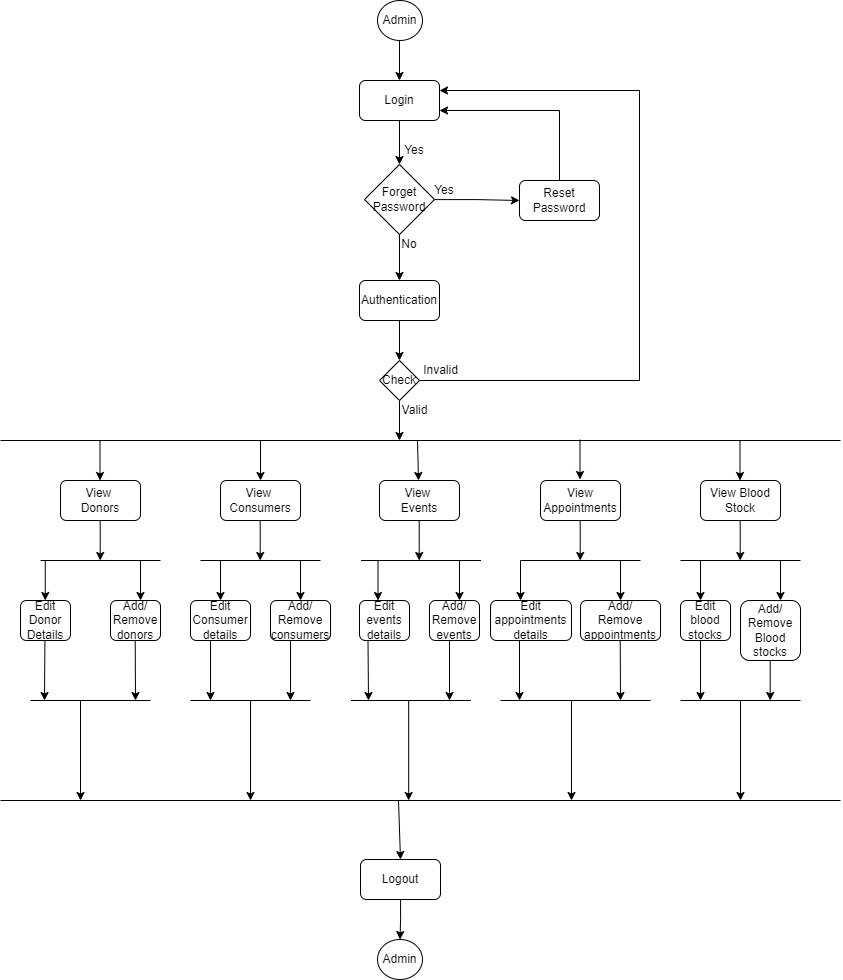 Admin
Login
Yes
Forget
Password
Yes
Reset
Password
No
Authentication
Check
Invalid
Valid
View
Donors
View
Consumers
View
Events
View
Appointments
View Blood
Stock
Edit
Donor
Details
Add/
Remove
donors
Edit
Consumer
details
Add/
Remove
consumers
Edit
events
details
Add/
Remove
events
Edit
appointments
details
Add/
Remove
appointments
Edit
blood
stocks
Add/
Remove
Blood
stocks
Logout
Admin